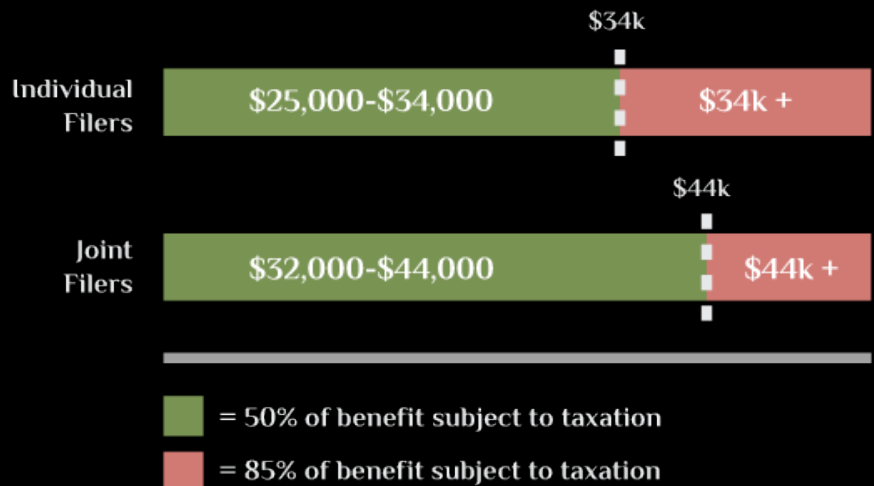 $34k
Individual
Filers
$25,000-$34,000
$34k +
$44k
Joint
Filers
$32,000-$44,000
$44k +
= 50% of benefit subject to taxation
= 85% of benefit subject to taxation